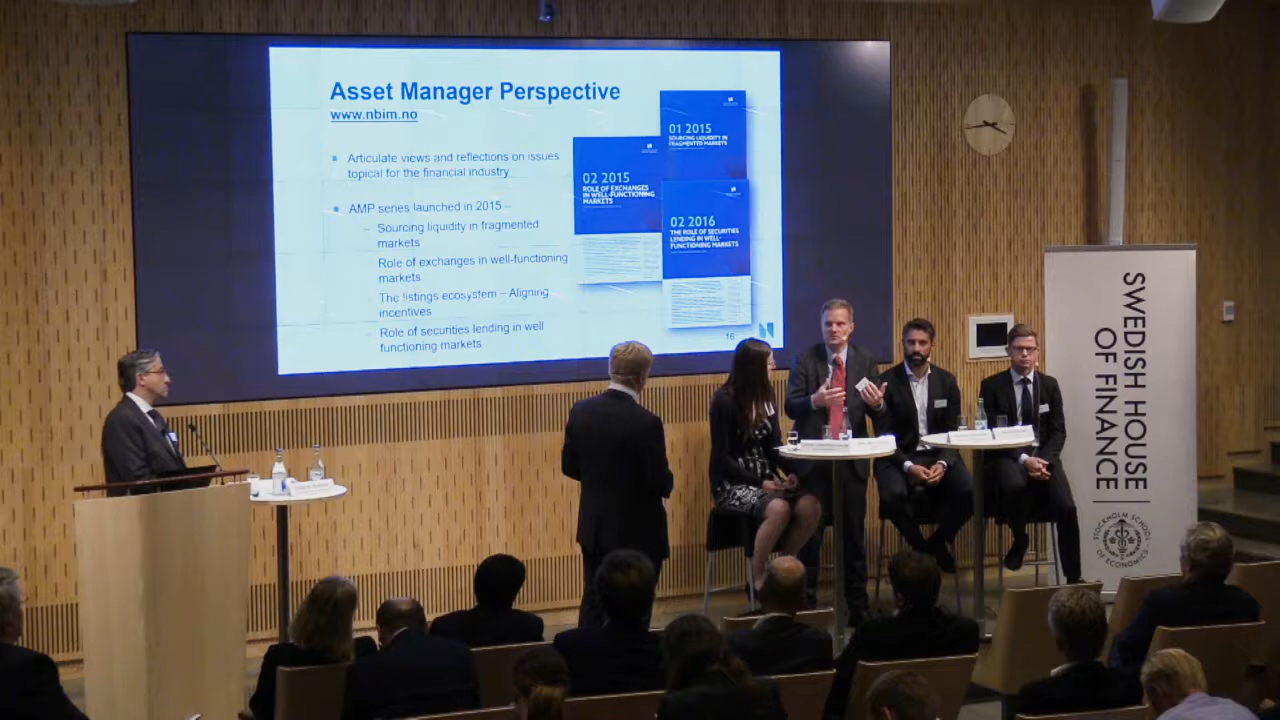 Asset Manager Perspective
www.nbim.no
Articulate views and reflections on issues
topical for the financial industry
AMP series launched in 2015 –
– Sourcing liquidity in fragmented
markets
Role of exchanges in well-functioning
markets
The listings ecosystem – Aligning
incentives
– Role of securities lending in well
functioning markets
01 2015
SOURCING LIQUIDITY IN
FRAGMENTED MARKETS
02 2015
ROLE OF EXCHANGES
IN WELL-FUNCTIONING
MARKETS
02 2016
THE ROLE OF SECURITIES
LENDING IN WELL-
FUNCTIONING MARKETS
16
SWEDISH HOUSE
OF FINANCE
STOCKHOLM SCHOOL
OF ECONOMICS